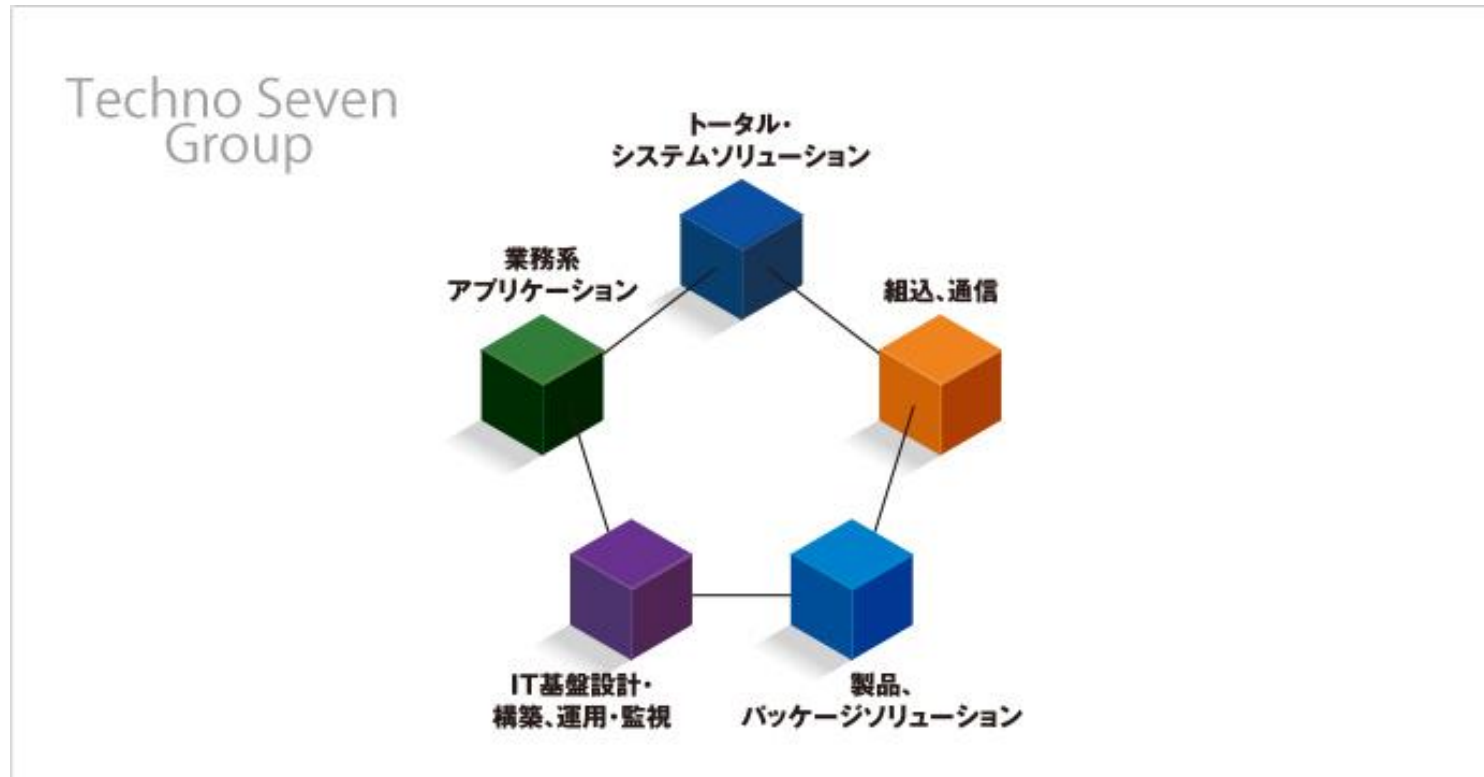 Techno Seven
Group
トータル・
システムソリューション
業務系
アプリケーション
組込、通信
IT基盤設計・
構築、運用・監視
製品、
パッケージソリューション